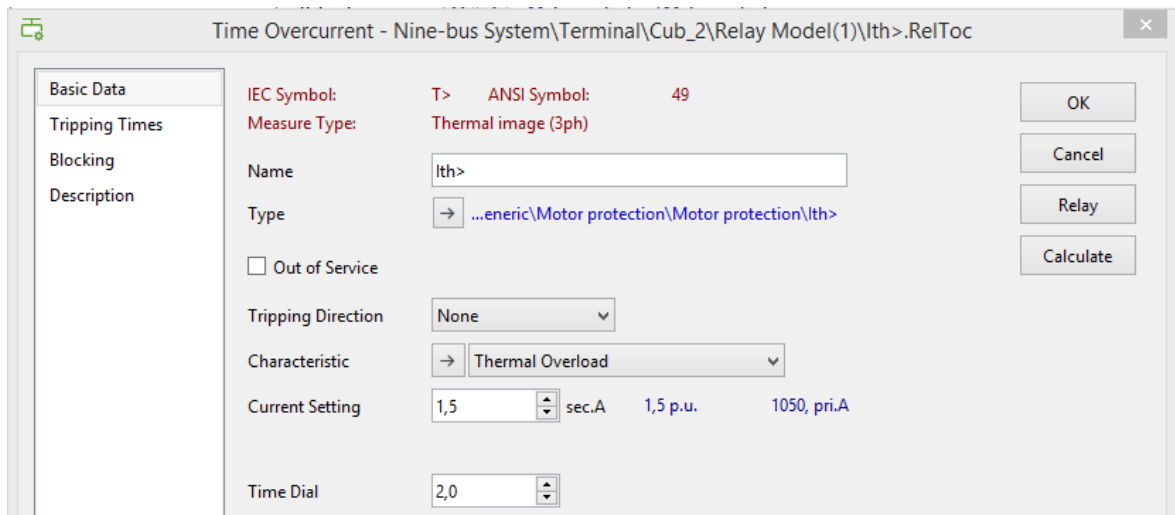 Time Overcurrent - Nine-bus System\Terminal\Cub_2\Relay Model(1)\Ith>.RelToc
Basic Data
Tripping Times
Blocking
Description
IEC Symbol: T> ANSI Symbol: 49
Measure Type: Thermal image (3ph)
Name Ith>
Type ...eneric\Motor protection\Motor protection\Ith>
Out of Service
Tripping Direction None
Characteristic Thermal Overload
Current Setting 1,5 sec.A 1,5 p.u. 1050, pri.A
Time Dial 2,0
OK
Cancel
Relay
Calculate